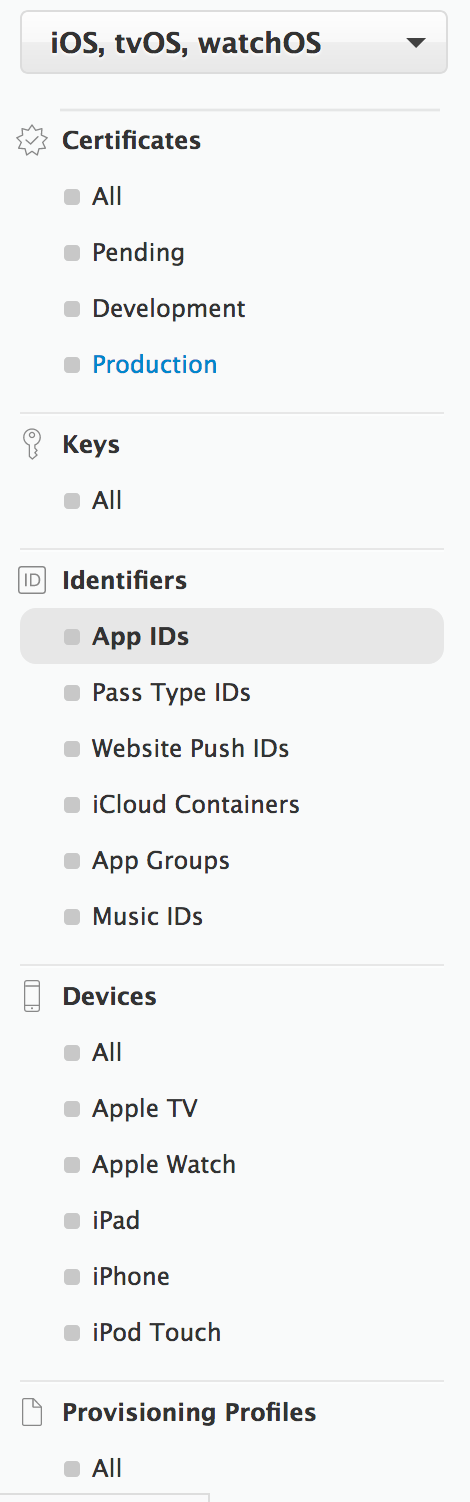 iOS, tvOS, watchOS
Certificates
All
Pending
Development
Production
Keys
All
ID Identifiers
App IDs
Pass Type IDs
Website Push IDs
iCloud Containers
App Groups
Music IDs
Devices
All
Apple TV
Apple Watch
iPad
iPhone
iPod Touch
Provisioning Profiles
All